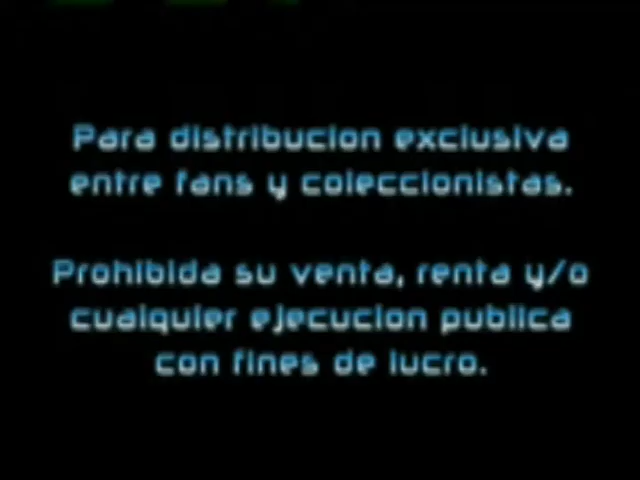 Para distribucion exclusiva
entre fans y coleccionistas.
Prohibida su venta, renta y/o
cualquier ejecucion publica
con fines de lucro.